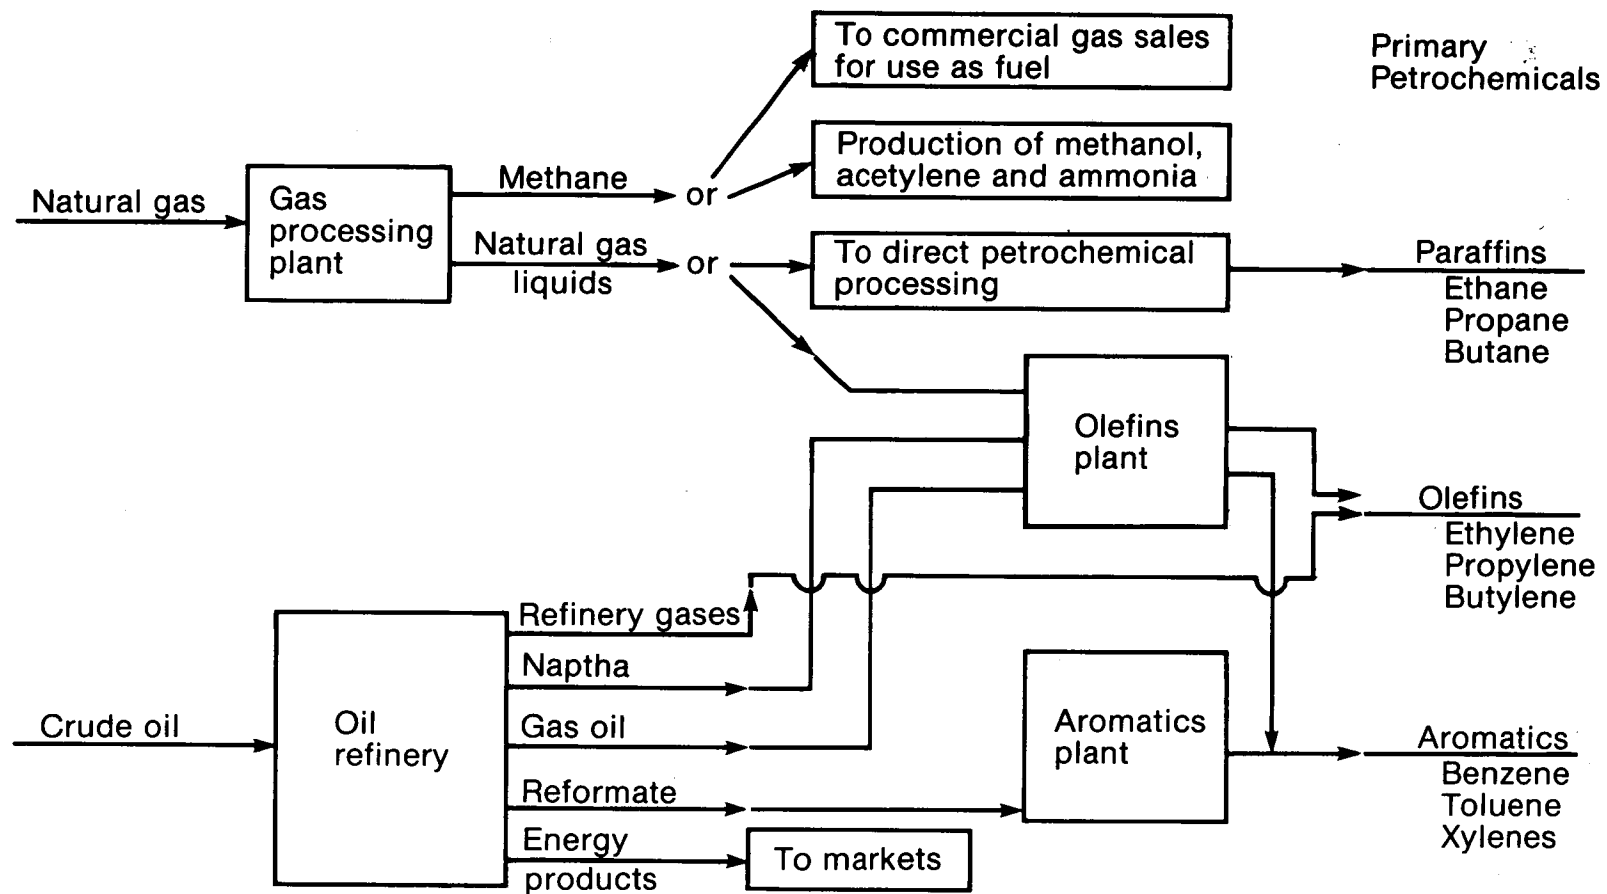 To commercial gas sales
for use as fuel
Primary
Petrochemicals
Production of methanol,
acetylene and ammonia
Natural gas
Gas
processing
plant
Methane
or
Natural gas
liquids
or
To direct petrochemical
processing
Paraffins
Ethane
Propane
Butane
Olefins
plant
Olefins
Ethylene
Propylene
Butylene
Crude oil
Oil
refinery
Refinery gases
Naptha
Gas oil
Reformate
Energy
products
To markets
Aromatics
plant
Aromatics
Benzene
Toluene
Xylenes